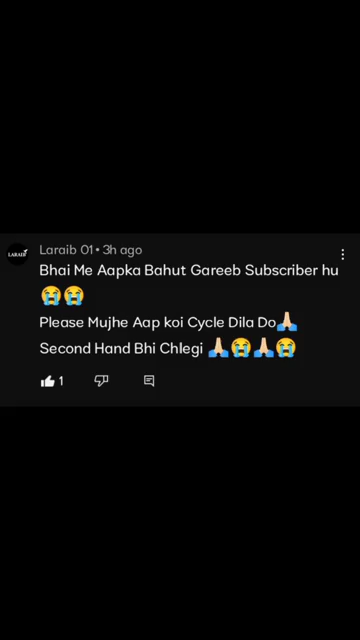 LARAIB
Laraib 01 • 3h ago
Bhai Me Aapka Bahut Gareeb Subscriber hu
😭😭
Please Mujhe Aap koi Cycle Dila Do🙏🏻
Second Hand Bhi Chlegi 🙏🏻😭🙏🏻😭
1